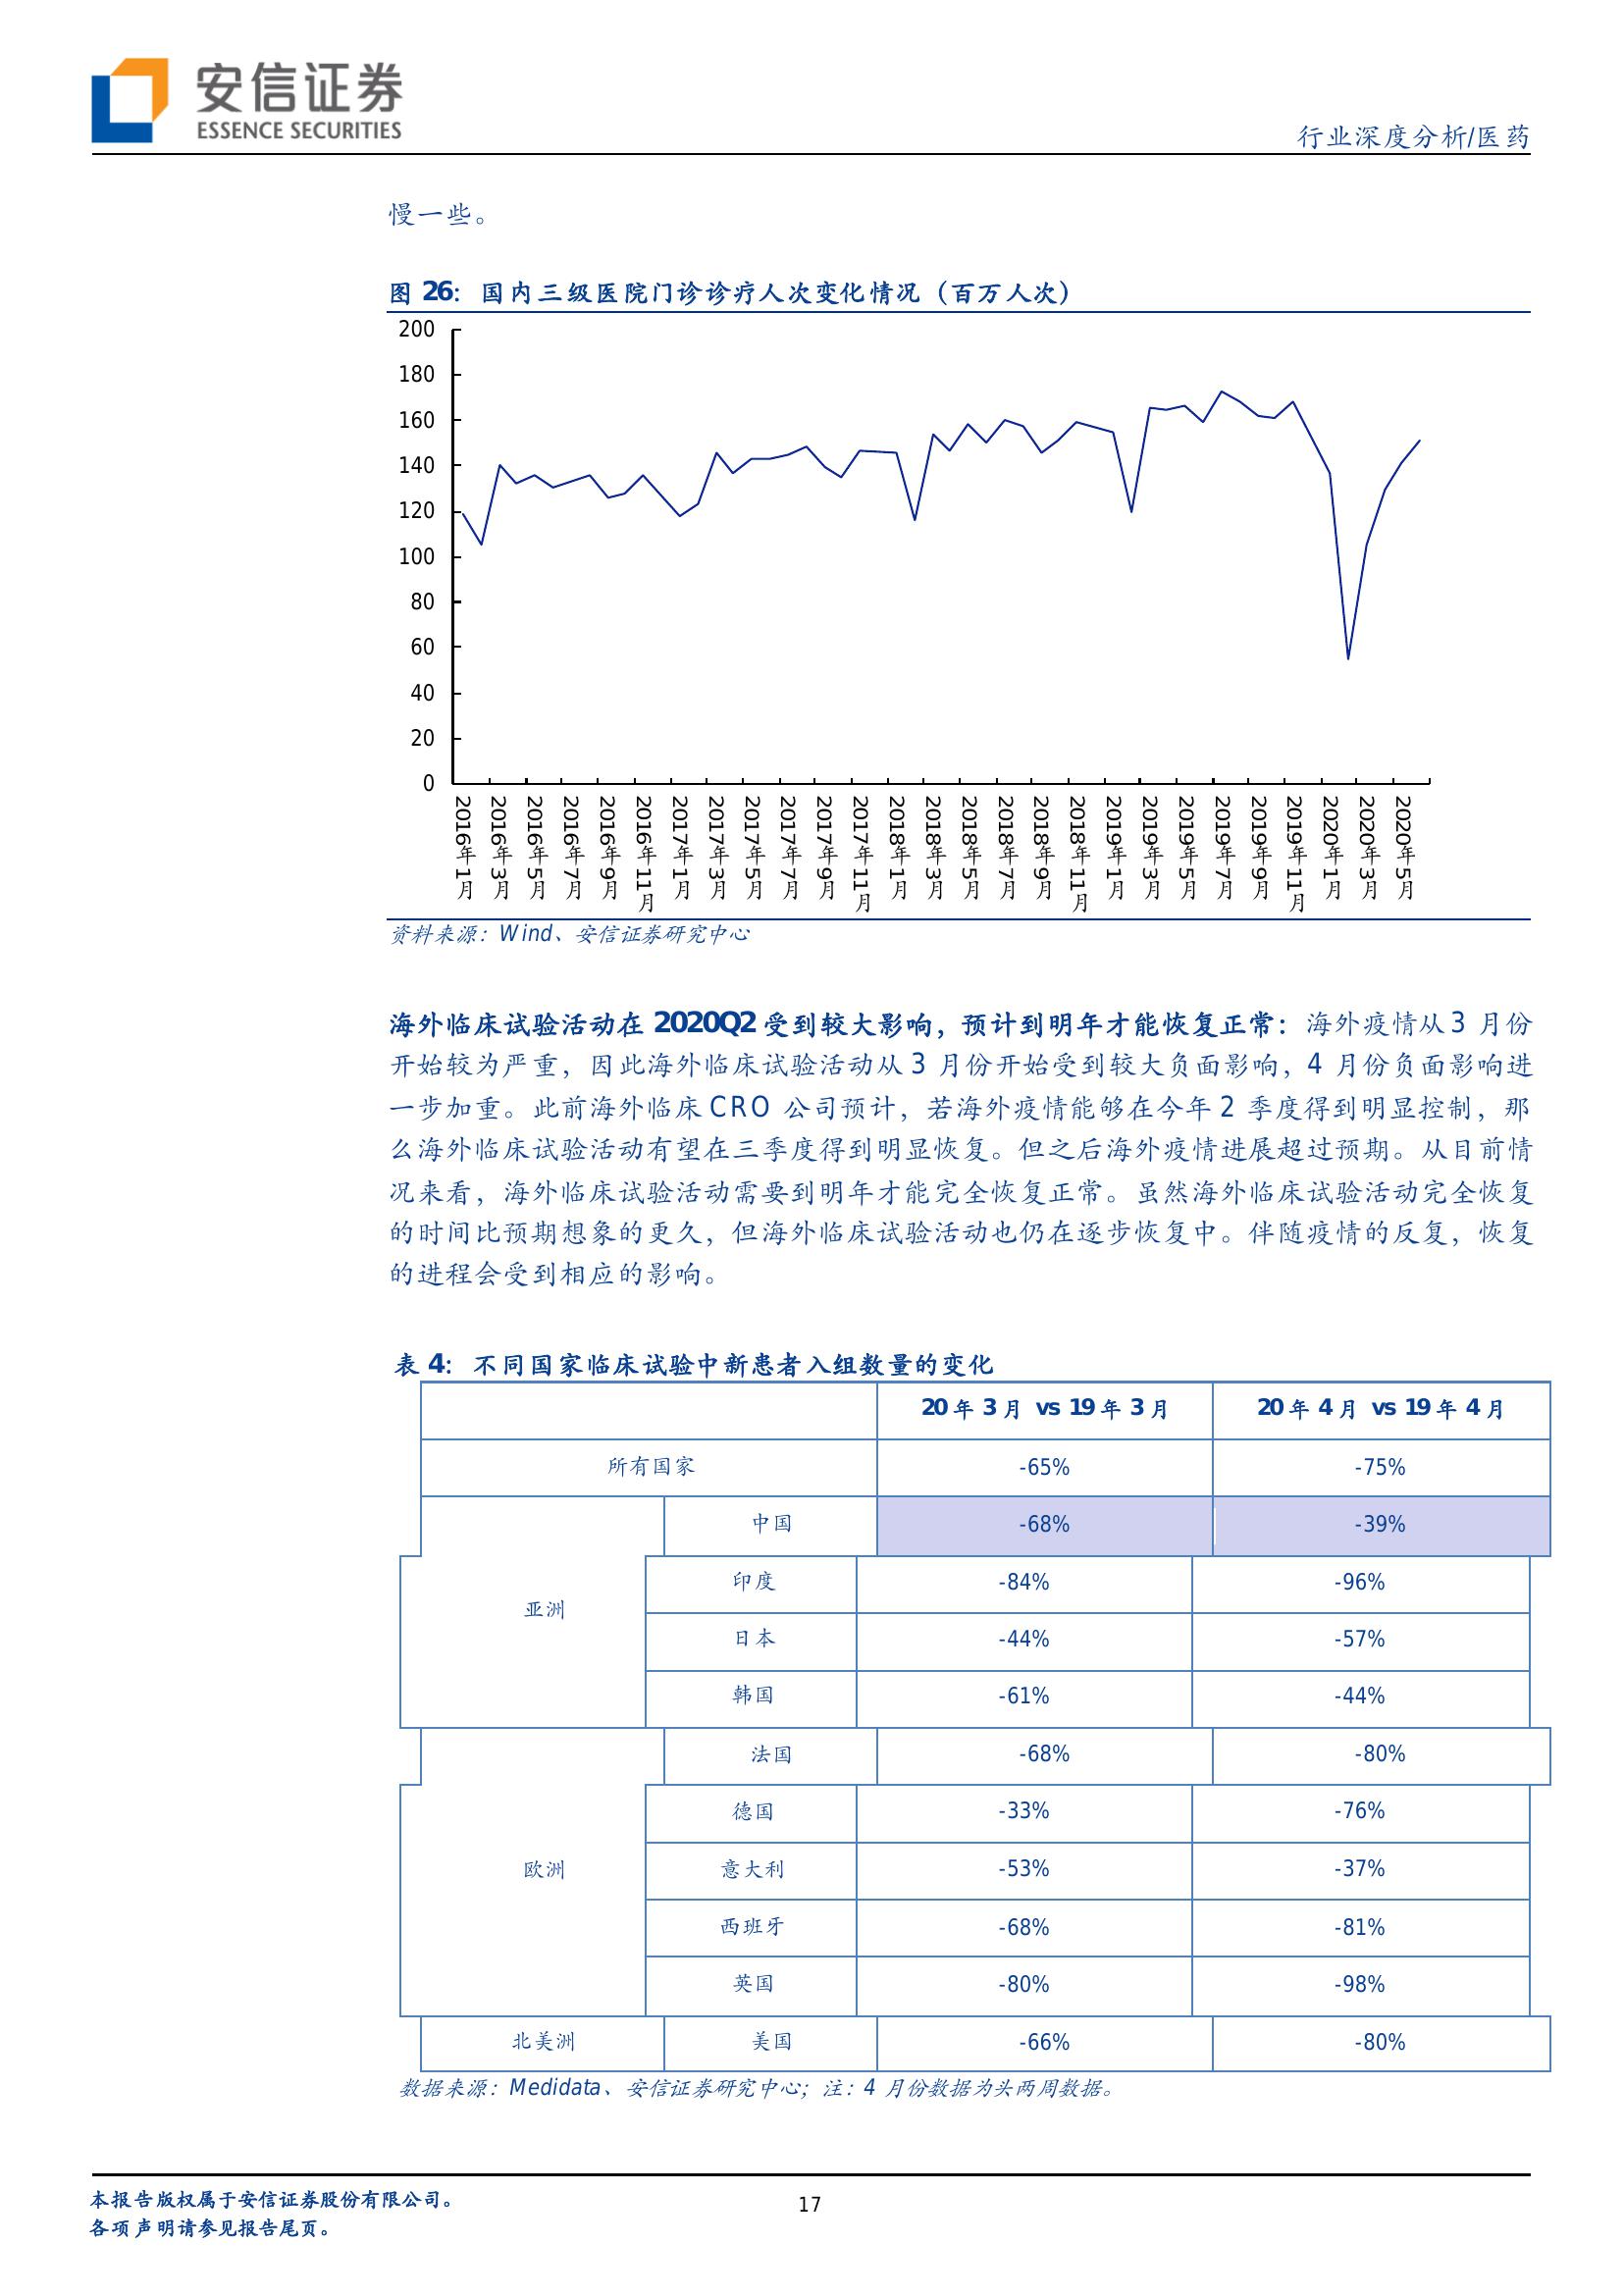 安信证券
ESSENCE SECURITIES
行业深度分析/医药
慢一些。
图 26：国内三级医院门诊诊疗人次变化情况（百万人次）
200
180
160
140
120
100
80
60
40
20
0
2016年1月
2016年3月
2016年5月
2016年7月
2016年9月
2016年11月
2017年1月
2017年3月
2017年5月
2017年7月
2017年9月
2017年11月
2018年1月
2018年3月
2018年5月
2018年7月
2018年9月
2018年11月
2019年1月
2019年3月
2019年5月
2019年7月
2019年9月
2019年11月
2020年1月
2020年3月
2020年5月
资料来源：Wind、安信证券研究中心
海外临床试验活动在 2020Q2 受到较大影响，预计到明年才能恢复正常：海外疫情从 3 月份
开始较为严重，因此海外临床试验活动从 3 月份开始受到较大负面影响，4 月份负面影响进
一步加重。此前海外临床 CRO 公司预计，若海外疫情能够在今年 2 季度得到明显控制，那
么海外临床试验活动有望在三季度得到明显恢复。但之后海外疫情进展超过预期。从目前情
况来看，海外临床试验活动需要到明年才能完全恢复正常。虽然海外临床试验活动完全恢复
的时间比预期想象的更久，但海外临床试验活动也仍在逐步恢复中。伴随疫情的反复，恢复
的进程会受到相应的影响。
表 4：不同国家临床试验中新患者入组数量的变化
20 年 3 月 vs 19 年 3 月 20 年 4 月 vs 19 年 4 月
所有国家 -65% -75%
中国 -68% -39%
印度 -84% -96%
亚洲
日本 -44% -57%
韩国 -61% -44%
法国 -68% -80%
德国 -33% -76%
欧洲 意大利 -53% -37%
西班牙 -68% -81%
英国 -80% -98%
北美洲 美国 -66% -80%
数据来源：Medidata、安信证券研究中心；注：4 月份数据为头两周数据。
本报告版权属于安信证券股份有限公司。
17
各项声明请参见报告尾页。